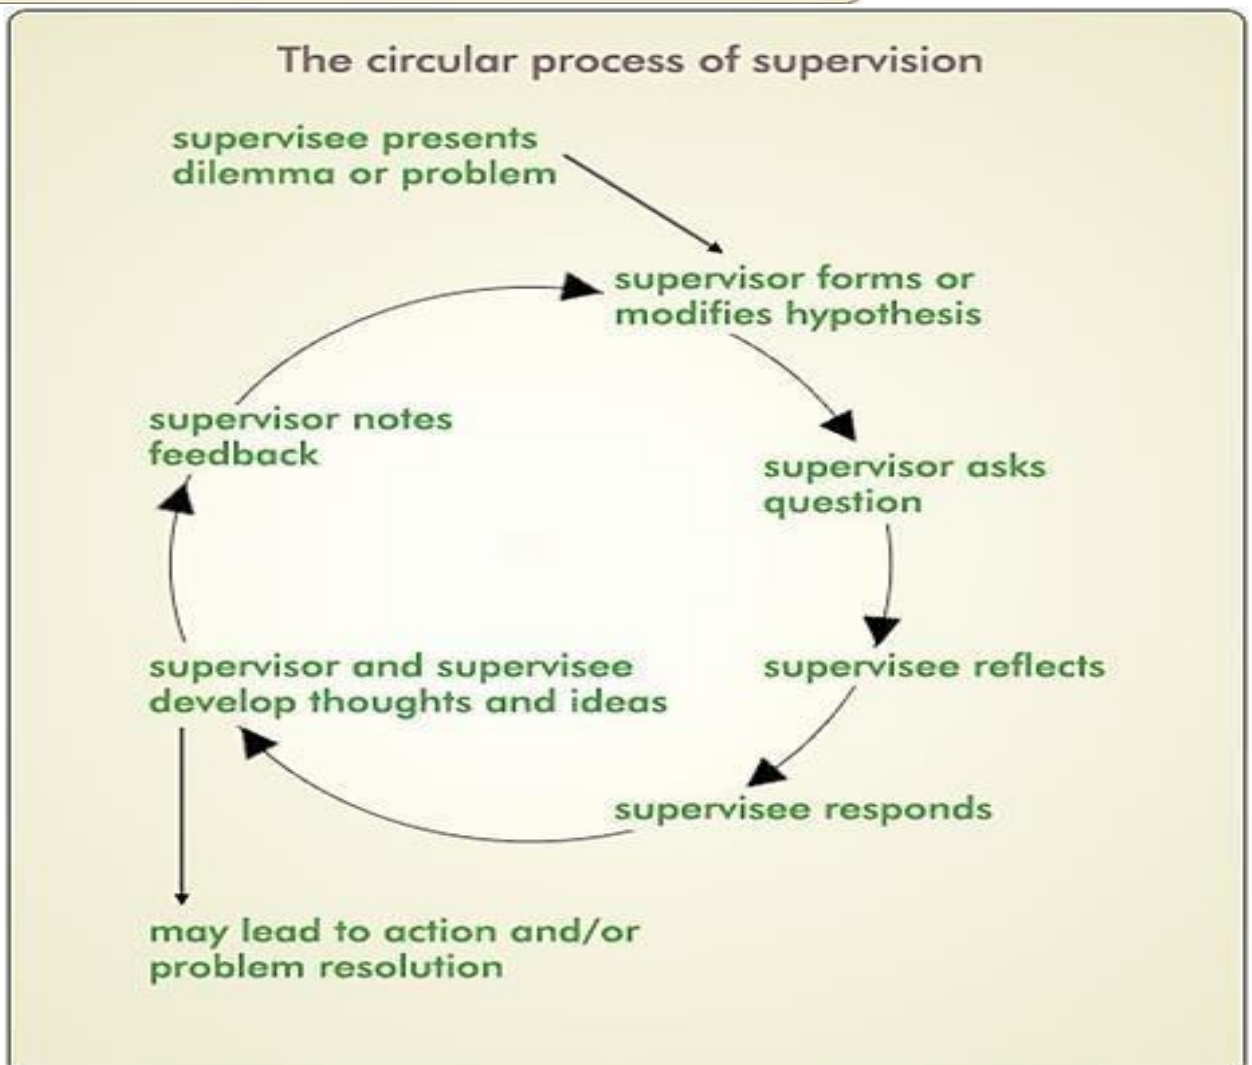 The circular process of supervision
supervisee presents
dilemma or problem
supervisor forms or
modifies hypothesis
supervisor notes
feedback
supervisor asks
question
supervisor and supervisee
develop thoughts and ideas
supervisee reflects
supervisee responds
may lead to action and/or
problem resolution